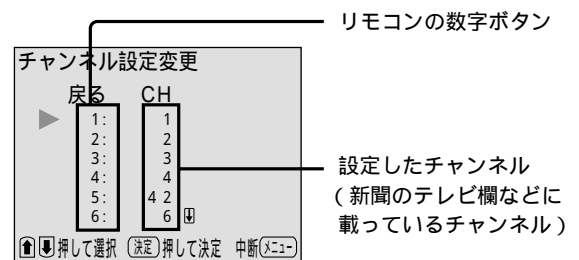 リモコンの数字ボタン
チャンネル設定変更
戻る CH
1: 1
2: 2
3: 3
4: 4
5: 42
6: 6
設定したチャンネル
(新聞のテレビ欄などに
載っているチャンネル)
押して選択 決定 押して決定 中断 メニュー